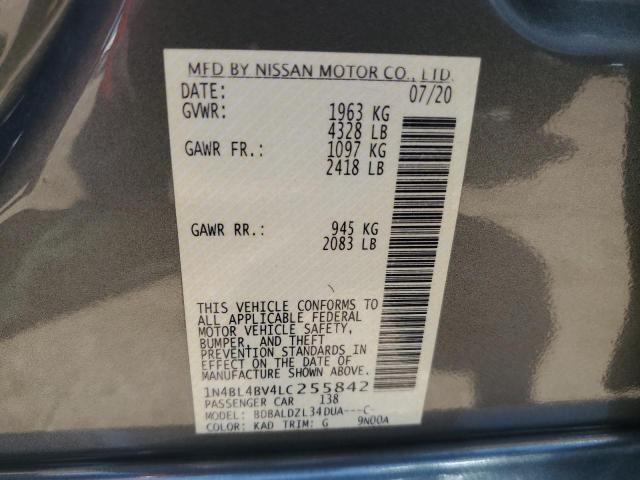 MFD BY NISSAN MOTOR CO., LTD.
DATE: 07/20
GVWR: 1963 KG
4328 LB
GAWR FR.: 1097 KG
2418 LB
GAWR RR.: 945 KG
2083 LB
THIS VEHICLE CONFORMS TO
ALL APPLICABLE FEDERAL
MOTOR VEHICLE SAFETY,
BUMPER, AND THEFT
PREVENTION STANDARDS IN
EFFECT ON THE DATE OF
MANUFACTURE SHOWN ABOVE.
1N4BL4BV4LC255842
PASSENGER CAR 138
MODEL: BDBALDZL34DUA---C-
COLOR: KAD TRIM: G 9N00A